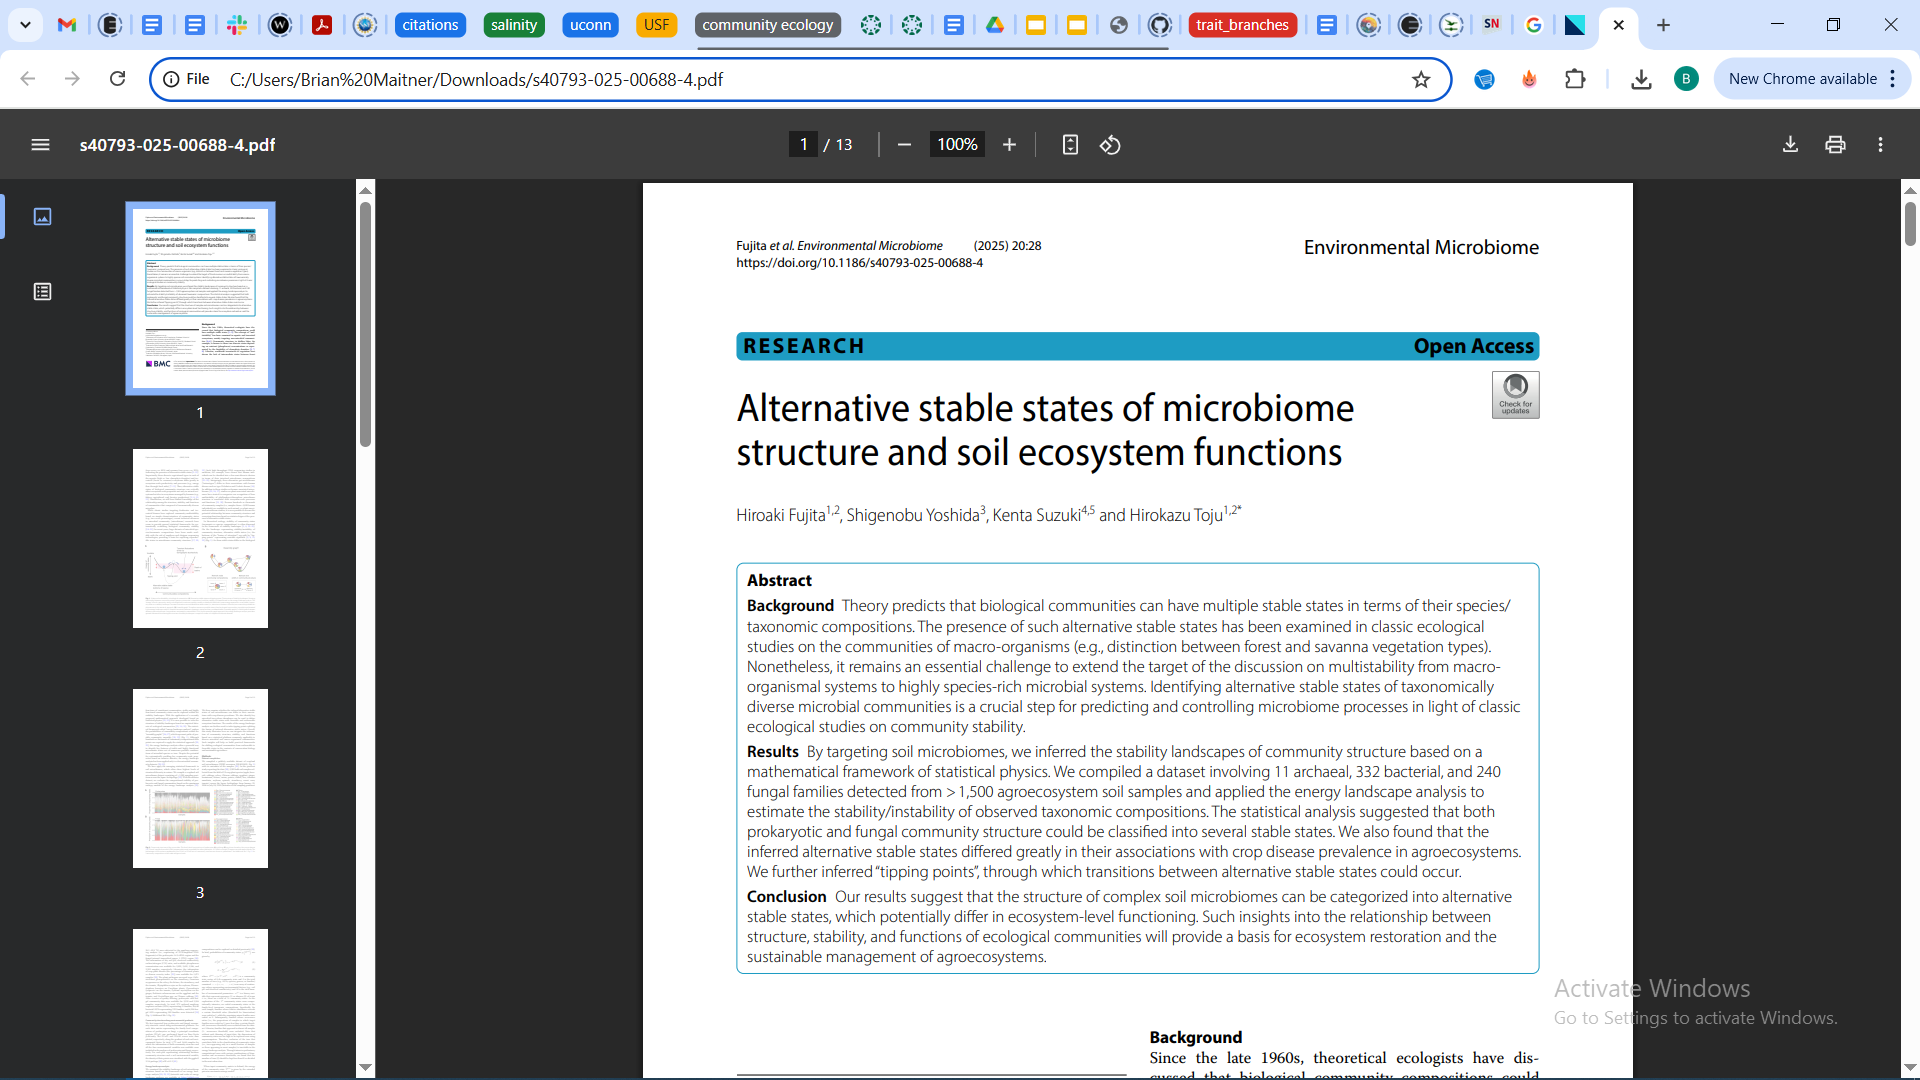 citations
salinity
uconn
USF
community ecology
trait_branches
SN
File
C:/Users/Brian%20Maitner/Downloads/s40793-025-00688-4.pdf
B
New Chrome available
s40793-025-00688-4.pdf
1 / 13
100%
1
2
3
Fujita et al. Environmental Microbiome (2025) 20:28
https://doi.org/10.1186/s40793-025-00688-4
Environmental Microbiome
RESEARCH
Open Access
Check for
updates
Alternative stable states of microbiome
structure and soil ecosystem functions
Hiroaki Fujita1,2, Shigenobu Yoshida3, Kenta Suzuki4,5 and Hirokazu Toju1,2*
Abstract
Background Theory predicts that biological communities can have multiple stable states in terms of their species/
taxonomic compositions. The presence of such alternative stable states has been examined in classic ecological
studies on the communities of macro-organisms (e.g., distinction between forest and savanna vegetation types).
Nonetheless, it remains an essential challenge to extend the target of the discussion on multistability from macro-
organismal systems to highly species-rich microbial systems. Identifying alternative stable states of taxonomically
diverse microbial communities is a crucial step for predicting and controlling microbiome processes in light of classic
ecological studies on community stability.
Results By targeting soil microbiomes, we inferred the stability landscapes of community structure based on a
mathematical framework of statistical physics. We compiled a dataset involving 11 archaeal, 332 bacterial, and 240
fungal families detected from > 1,500 agroecosystem soil samples and applied the energy landscape analysis to
estimate the stability/instability of observed taxonomic compositions. The statistical analysis suggested that both
prokaryotic and fungal community structure could be classified into several stable states. We also found that the
inferred alternative stable states differed greatly in their associations with crop disease prevalence in agroecosystems.
We further inferred “tipping points”, through which transitions between alternative stable states could occur.
Conclusion Our results suggest that the structure of complex soil microbiomes can be categorized into alternative
stable states, which potentially differ in ecosystem-level functioning. Such insights into the relationship between
structure, stability, and functions of ecological communities will provide a basis for ecosystem restoration and the
sustainable management of agroecosystems.
Background
Since the late 1960s, theoretical ecologists have dis-
cussed that biological community compositions could
Activate Windows
Go to Settings to activate Windows.